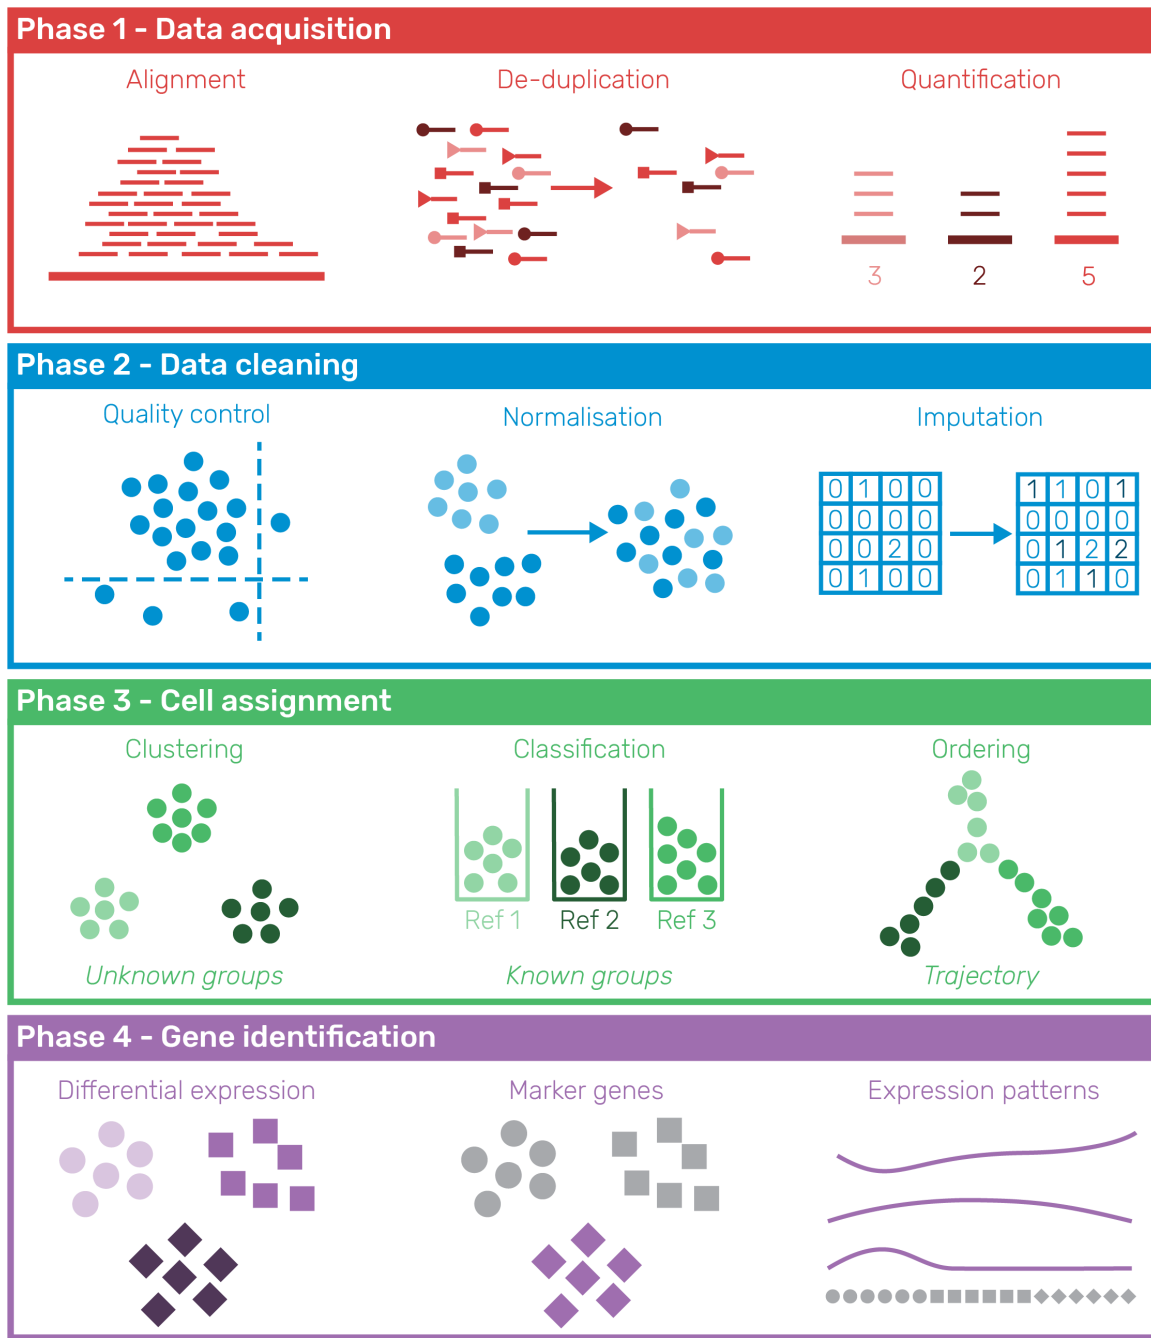 Phase 1 - Data acquisition
Alignment
De-duplication
Quantification
3
2
5
Phase 2 - Data cleaning
Quality control
Normalisation
Imputation
0 1 0 0
0 0 0 0
0 0 2 0
0 1 0 0
1 1 0 1
0 0 0 0
0 1 2 2
0 1 1 0
Phase 3 - Cell assignment
Clustering
Classification
Ordering
Ref 1
Ref 2
Ref 3
Unknown groups
Known groups
Trajectory
Phase 4 - Gene identification
Differential expression
Marker genes
Expression patterns